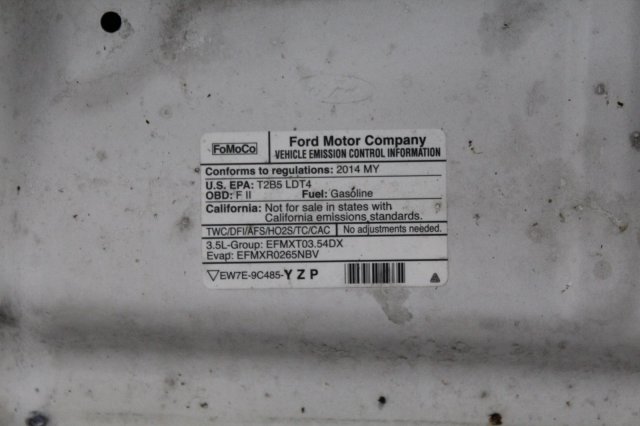 FoMoCo
Ford Motor Company
VEHICLE EMISSION CONTROL INFORMATION
Conforms to regulations: 2014 MY
U.S. EPA: T2B5 LDT4
OBD: F II Fuel: Gasoline
California: Not for sale in states with
California emissions standards.
TWC/DFI/AFS/HO2S/TC/CAC No adjustments needed.
3.5L-Group: EFMXT03.54DX
Evap: EFMXR0265NBV
EW7E-9C485-YZP